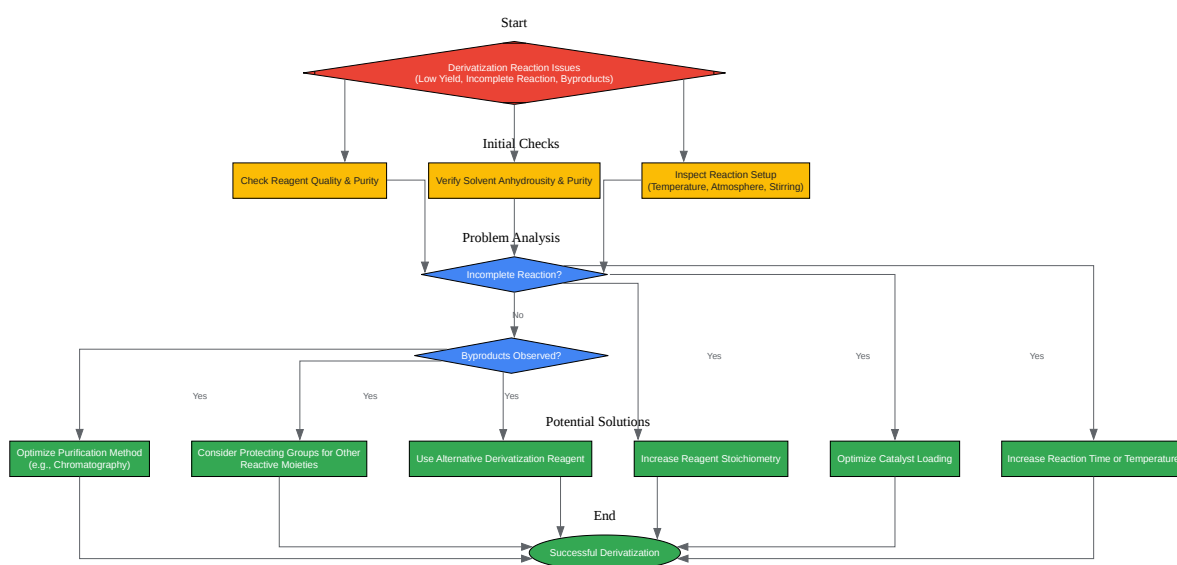 Start
Derivatization Reaction Issues
(Low Yield, Incomplete Reaction, Byproducts)
Initial Checks
Check Reagent Quality & Purity
Verify Solvent Anhydrousity & Purity
Inspect Reaction Setup
(Temperature, Atmosphere, Stirring)
Problem Analysis
Incomplete Reaction?
No
Byproducts Observed?
Yes
Yes
Yes
Yes
Yes
Yes
Potential Solutions
Optimize Purification Method
(e.g., Chromatography)
Consider Protecting Groups for Other
Reactive Moieties
Use Alternative Derivatization Reagent
Increase Reagent Stoichiometry
Optimize Catalyst Loading
Increase Reaction Time or Temperature
End
Successful Derivatization